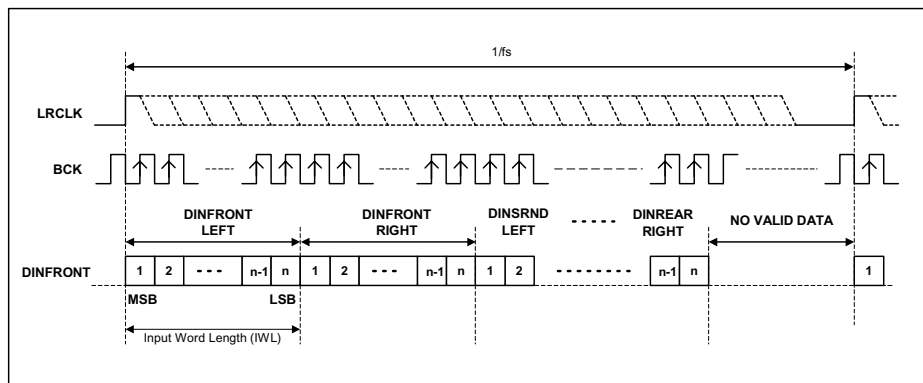 1/fs
LRCLK
BCK
DINFRONT LEFT
DINFRONT RIGHT
DINSRND LEFT
DINREAR RIGHT
NO VALID DATA
DINFRONT
1 2 n-1 n 1 2 n-1 n 1 2 n-1 n 1
MSB LSB
Input Word Length (IWL)